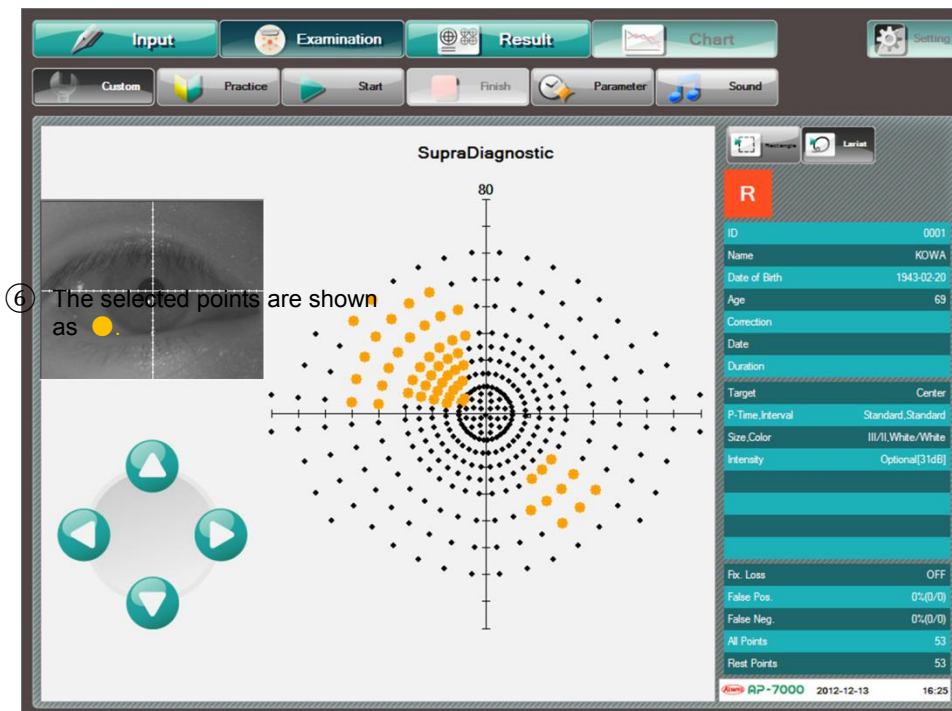 Input Examination Result Chart Setting
Custom Practice Start Finish Parameter Sound
SupraDiagnostic
80
Rectangle Lariat
R
ID 0001
Name KOWA
Date of Birth 1943-02-20
Age 69
Correction
Date
Duration
Target Center
P-Time,Interval Standard,Standard
Size,Color III/II,White/White
Intensity Optional[31dB]
Fix. Loss OFF
False Pos. 0%(0/0)
False Neg. 0%(0/0)
All Points 53
Rest Points 53
Kowa AP-7000 2012-12-13 16:25
⑥ The selected points are shown
as ●.